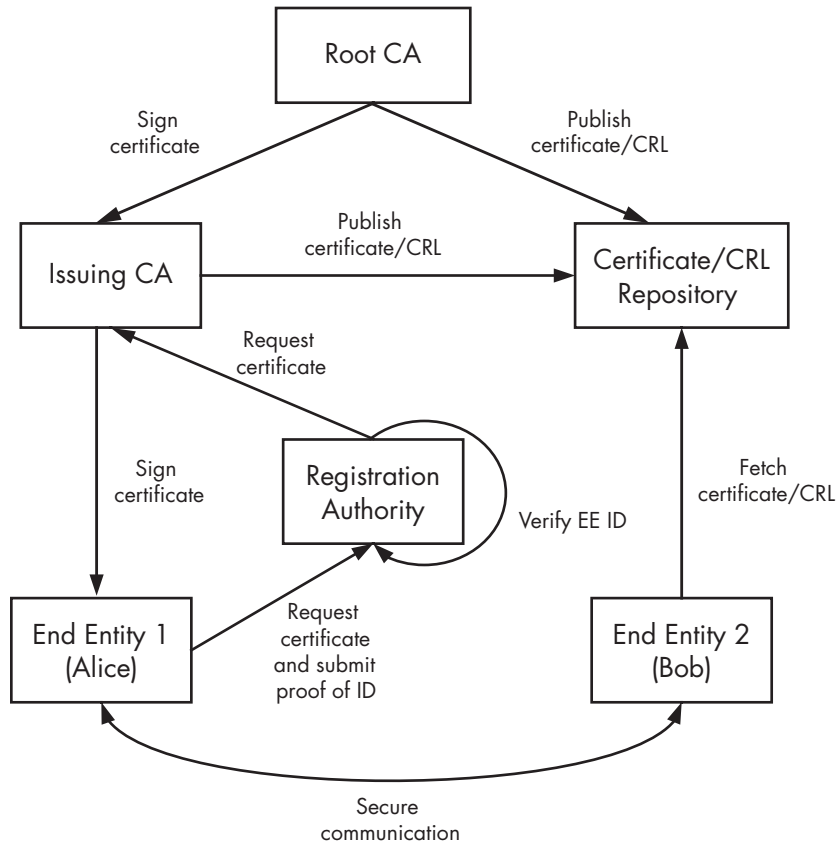 Root CA
Sign
certificate
Publish
certificate/CRL
Publish
certificate/CRL
Issuing CA
Certificate/CRL
Repository
Request
certificate
Sign
certificate
Registration
Authority
Verify EE ID
Fetch
certificate/CRL
End Entity 1
(Alice)
Request
certificate
and submit
proof of ID
End Entity 2
(Bob)
Secure
communication